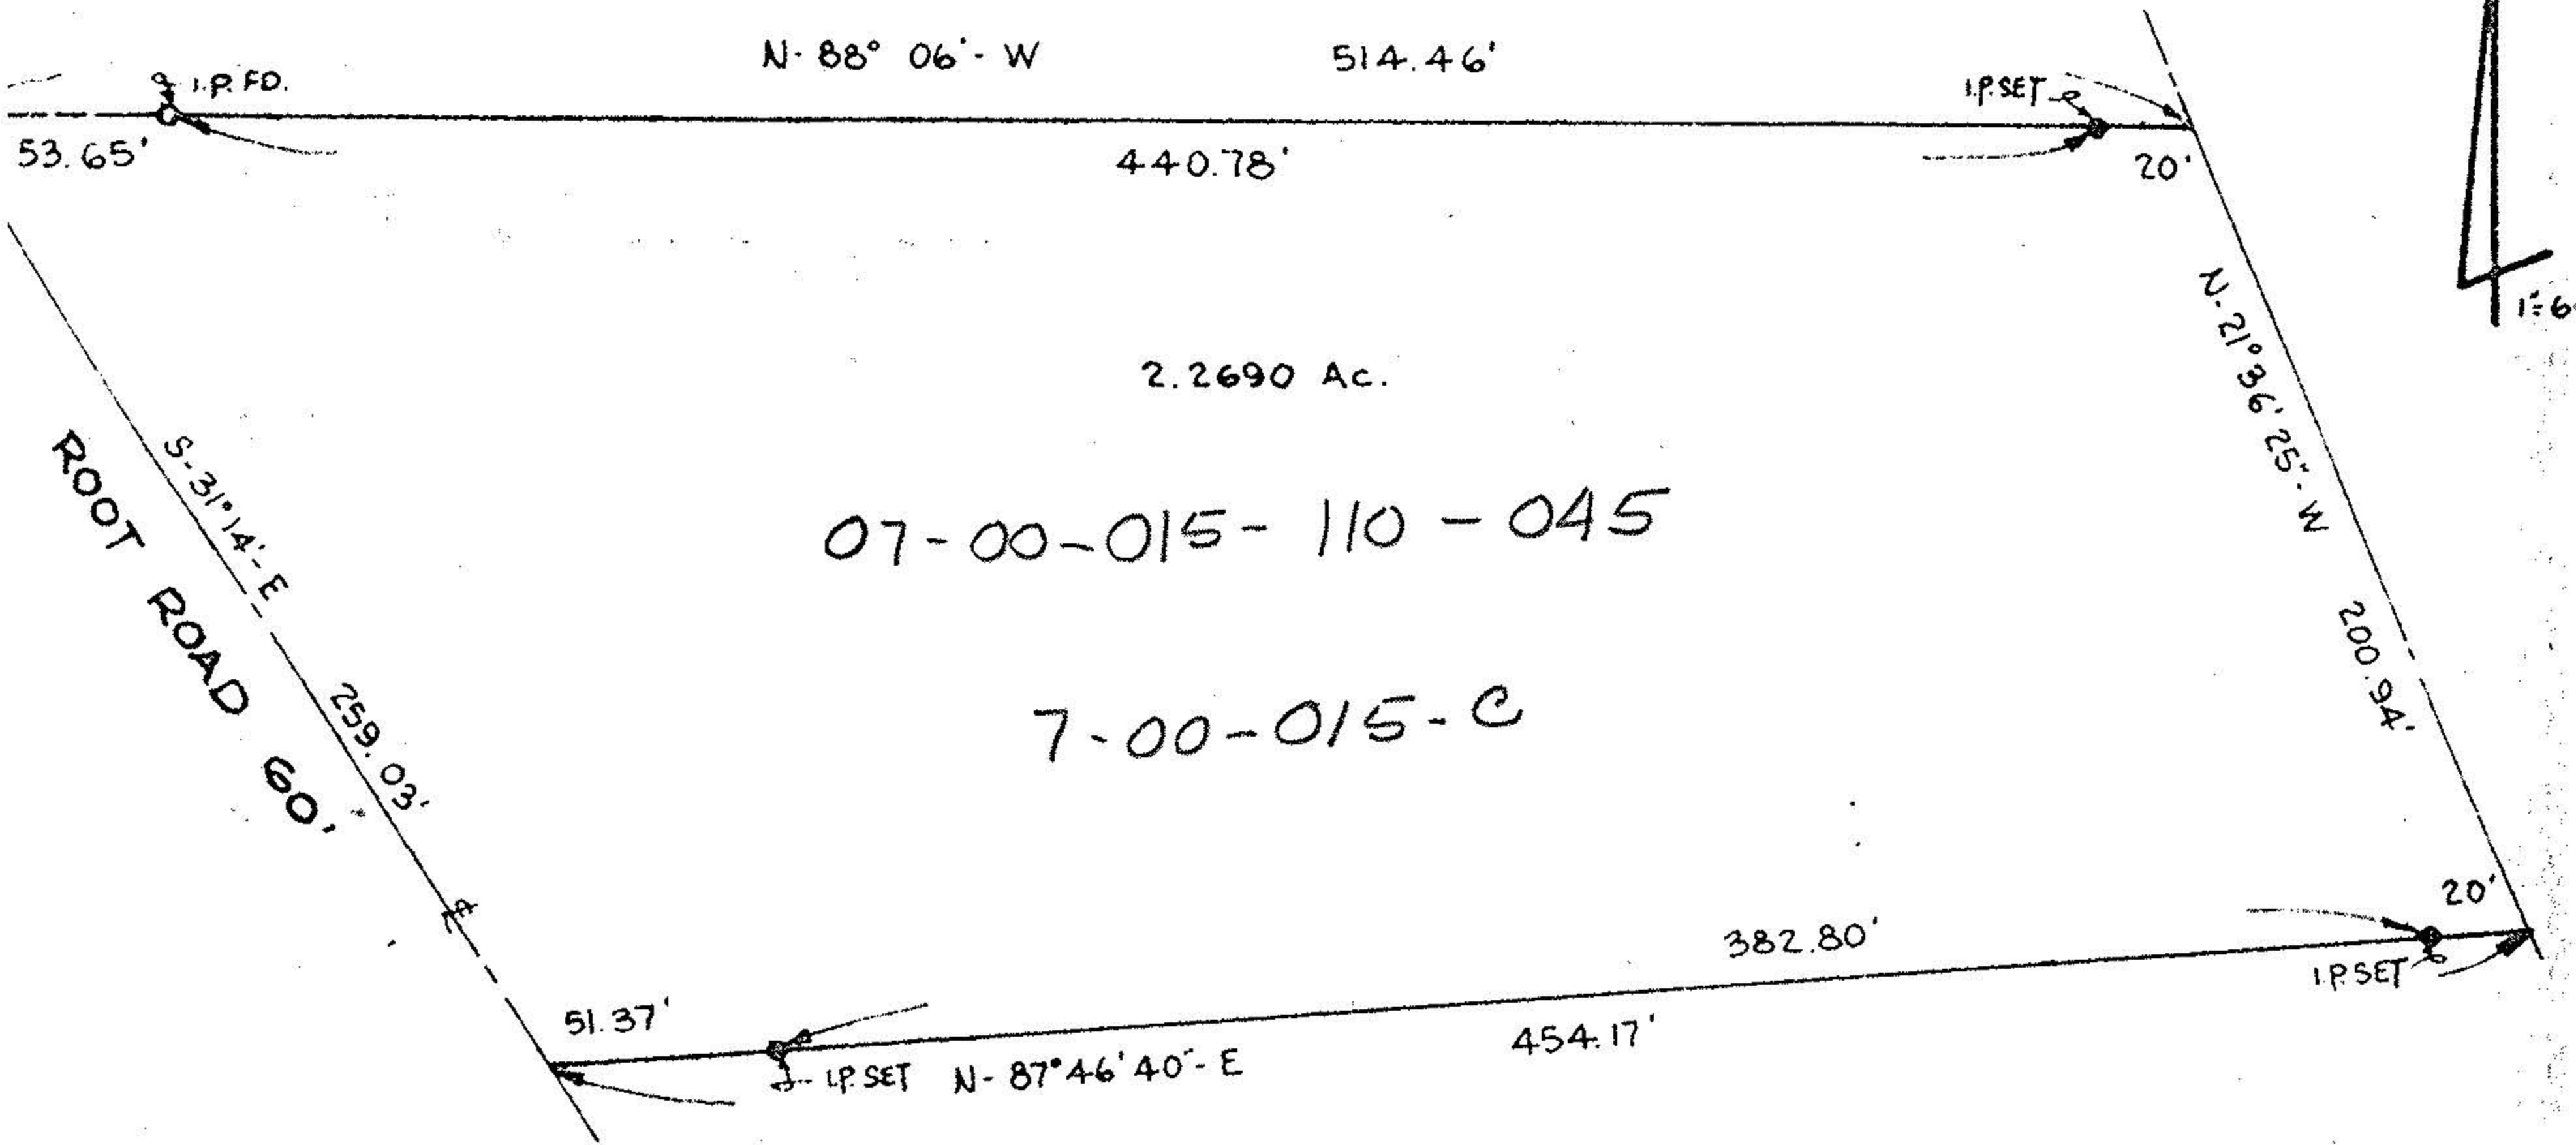 N- 88° 06' - W 514.46'
I.P. FD.
I.P. SET
53.65'
440.78'
20'
N- 21° 36' 25" - W 200.94'
2.2690 Ac.
S-31°14'-E 259.03'
ROOT ROAD 60'
07-00-015-110-045
7-00-015-C
20'
382.80'
I.P. SET
51.37'
454.17'
I.P. SET N- 87°46'40"- E